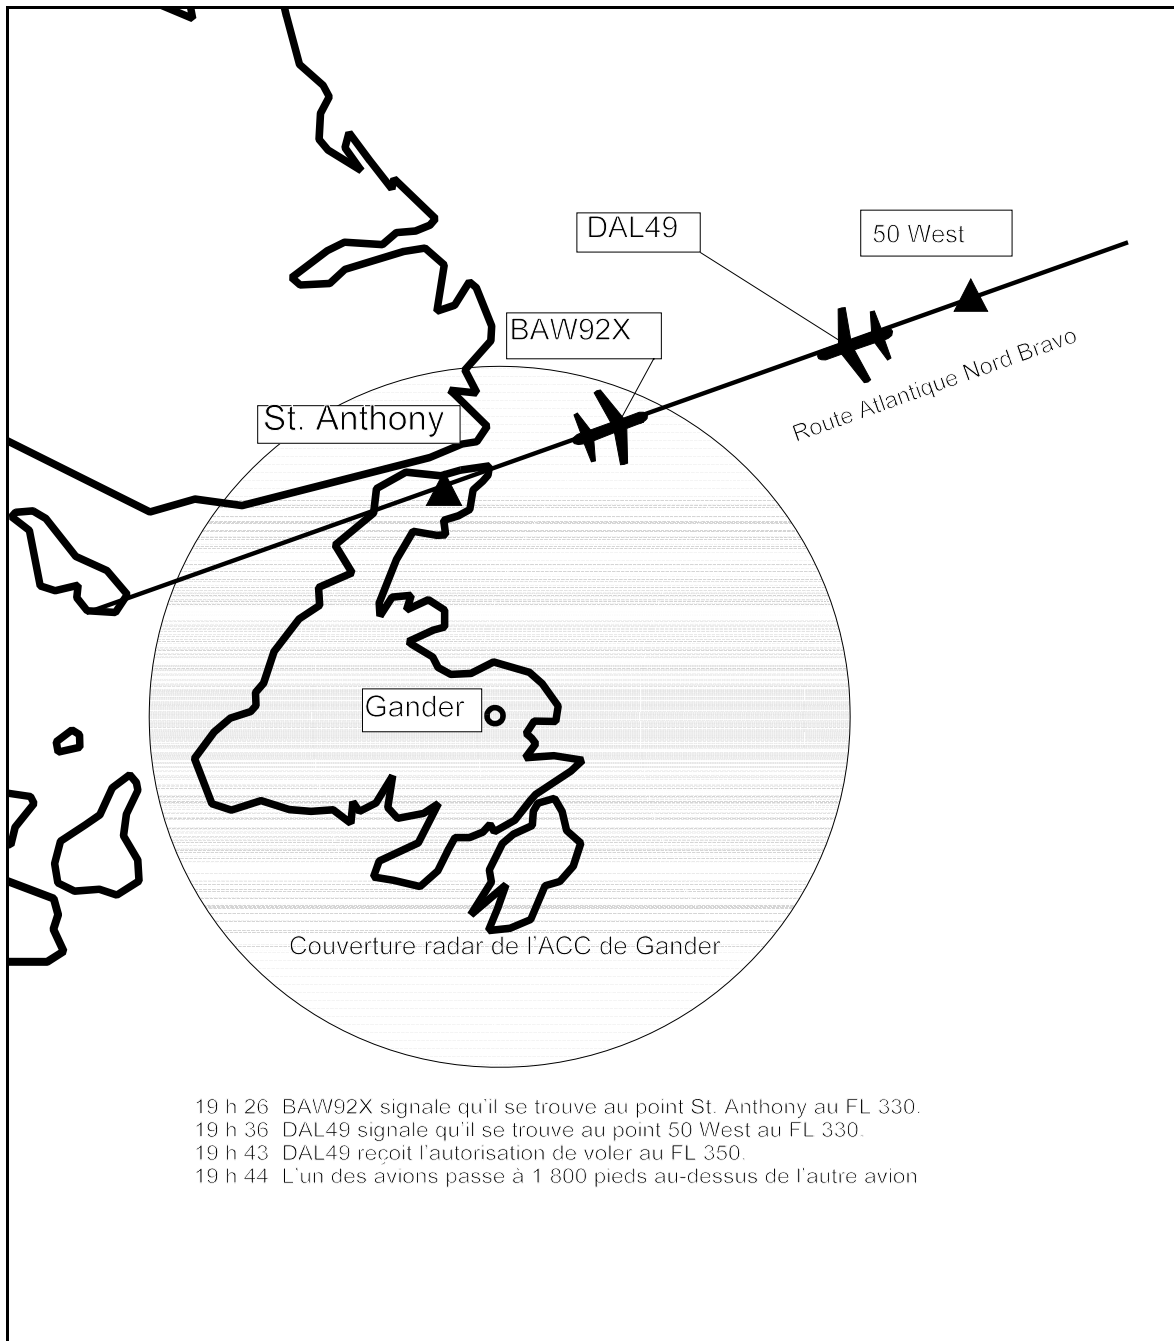 DAL49
50 West
BAW92X
Route Atlantique Nord Bravo
St. Anthony
Gander
Couverture radar de l'ACC de Gander
19 h 26 BAW92X signale qu'il se trouve au point St. Anthony au FL 330.
19 h 36 DAL49 signale qu'il se trouve au point 50 West au FL 330.
19 h 43 DAL49 reçoit l'autorisation de voler au FL 350.
19 h 44 L'un des avions passe à 1 800 pieds au-dessus de l'autre avion